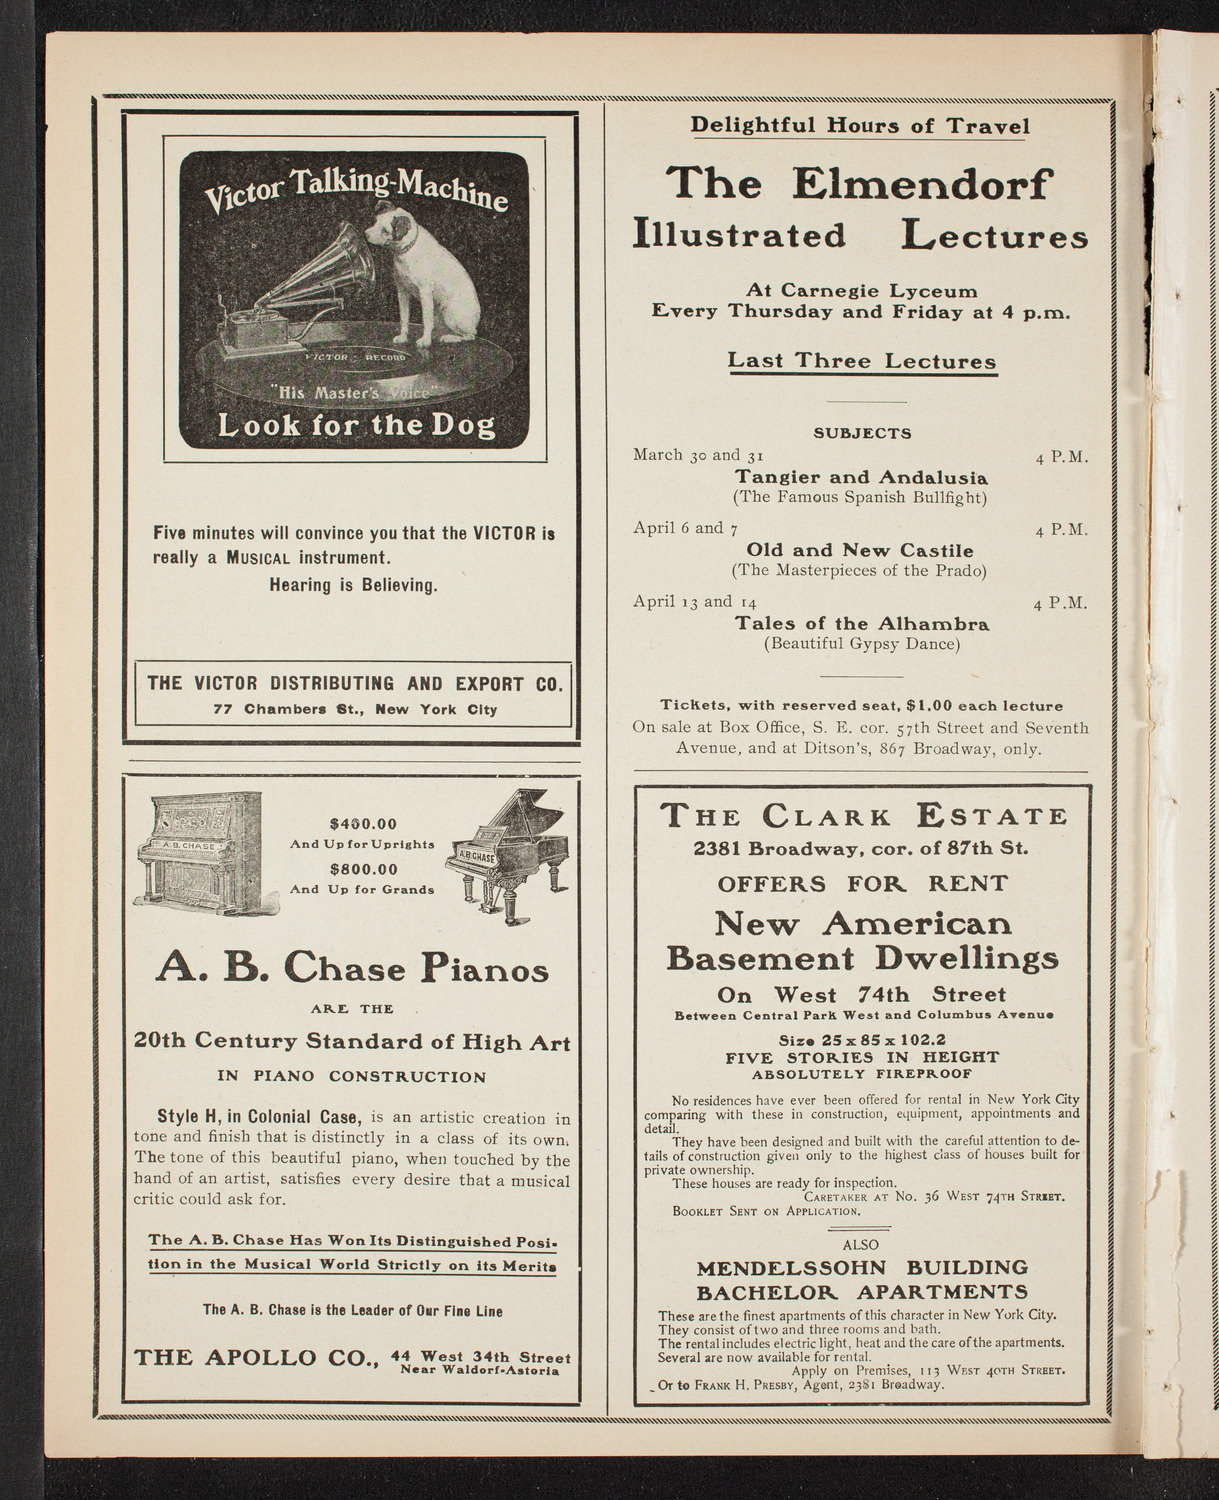 Victor Talking-Machine
VICTOR RECORD
"His Master's Voice"
Look for the Dog
Five minutes will convince you that the VICTOR is
really a MUSICAL instrument.
Hearing is Believing.
THE VICTOR DISTRIBUTING AND EXPORT CO.
77 Chambers St., New York City
A.B. CHASE
$400.00
And Up for Uprights
$800.00
And Up for Grands
A.B. CHASE
A. B. Chase Pianos
ARE THE
20th Century Standard of High Art
IN PIANO CONSTRUCTION
Style H, in Colonial Case, is an artistic creation in
tone and finish that is distinctly in a class of its own.
The tone of this beautiful piano, when touched by the
hand of an artist, satisfies every desire that a musical
critic could ask for.
The A. B. Chase Has Won Its Distinguished Posi-
tion in the Musical World Strictly on its Merits
The A. B. Chase is the Leader of Our Fine Line
THE APOLLO CO., 44 West 34th Street
Near Waldorf-Astoria
Delightful Hours of Travel
The Elmendorf
Illustrated Lectures
At Carnegie Lyceum
Every Thursday and Friday at 4 p.m.
Last Three Lectures
SUBJECTS
March 30 and 31 4 P.M.
Tangier and Andalusia
(The Famous Spanish Bullfight)
April 6 and 7 4 P.M.
Old and New Castile
(The Masterpieces of the Prado)
April 13 and 14 4 P.M.
Tales of the Alhambra
(Beautiful Gypsy Dance)
Tickets, with reserved seat, $1.00 each lecture
On sale at Box Office, S. E. cor. 57th Street and Seventh
Avenue, and at Ditson's, 867 Broadway, only.
THE CLARK ESTATE
2381 Broadway, cor. of 87th St.
OFFERS FOR RENT
New American
Basement Dwellings
On West 74th Street
Between Central Park West and Columbus Avenue
Size 25 x 85 x 102.2
FIVE STORIES IN HEIGHT
ABSOLUTELY FIREPROOF
No residences have ever been offered for rental in New York City
comparing with these in construction, equipment, appointments and
detail.
They have been designed and built with the careful attention to de-
tails of construction given only to the highest class of houses built for
private ownership.
These houses are ready for inspection.
CARETAKER AT NO. 36 WEST 74TH STREET.
BOOKLET SENT ON APPLICATION.
ALSO
MENDELSSOHN BUILDING
BACHELOR APARTMENTS
These are the finest apartments of this character in New York City.
They consist of two and three rooms and bath.
The rental includes electric light, heat and the care of the apartments.
Several are now available for rental.
Apply on Premises, 113 WEST 40TH STREET.
Or to FRANK H. PRESBY, Agent, 2381 Broadway.